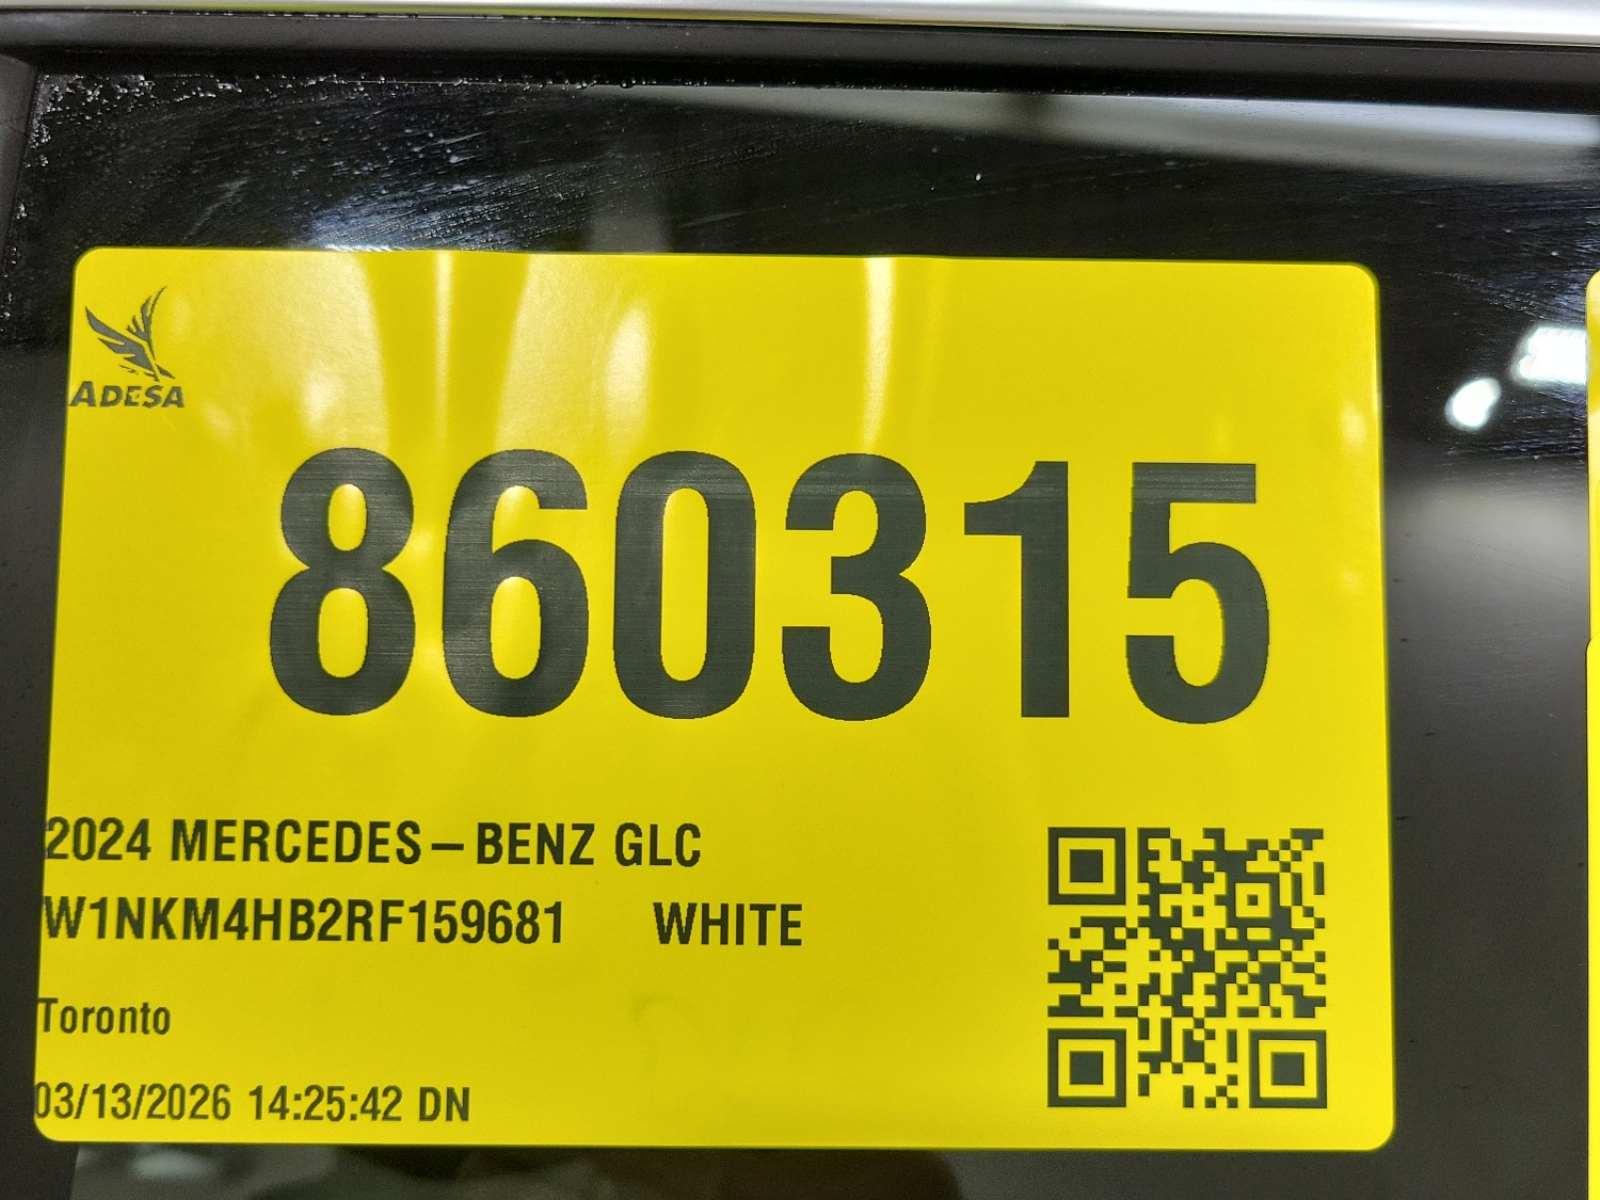 ADESA
860315
2024 MERCEDES-BENZ GLC
W1NKM4HB2RF159681 WHITE
Toronto
03/13/2026 14:25:42 DN